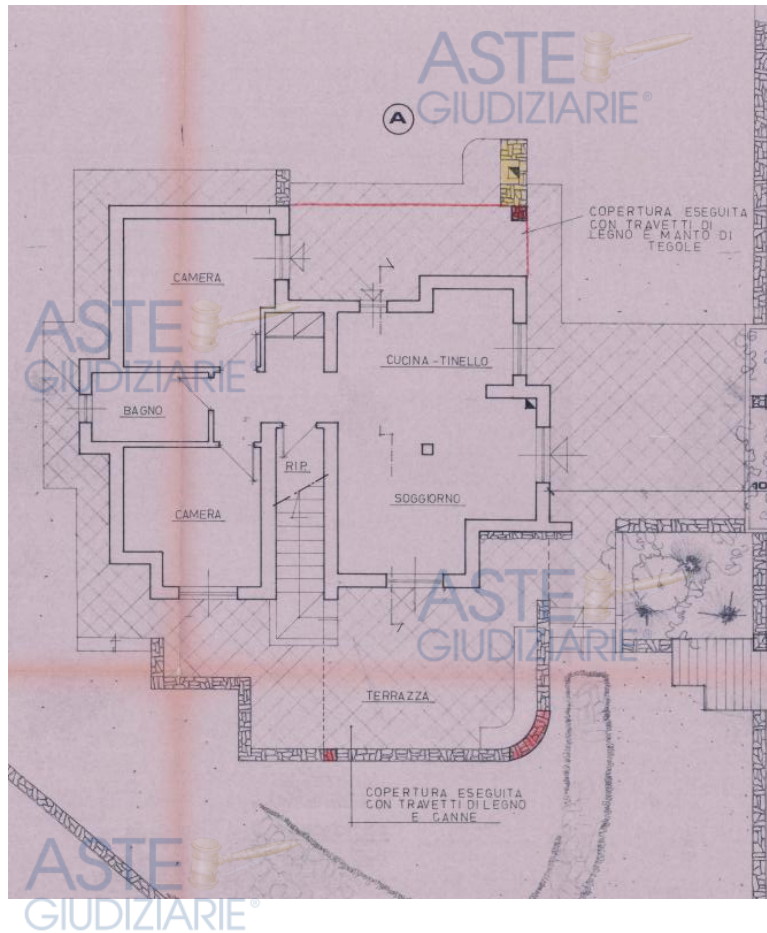 ASTE
GIUDIZIARIE®
A
COPERTURA ESEGUITA
CON TRAVETTI DI
LEGNO E MANTO DI
TEGOLE
CAMERA
ASTE
GIUDIZIARIE®
CUCINA-TINELLO
BAGNO
RIP.
SOGGIORNO
CAMERA
ASTE
GIUDIZIARIE®
TERRAZZA
COPERTURA ESEGUITA
CON TRAVETTI DI LEGNO
E CANNE
ASTE
GIUDIZIARIE®